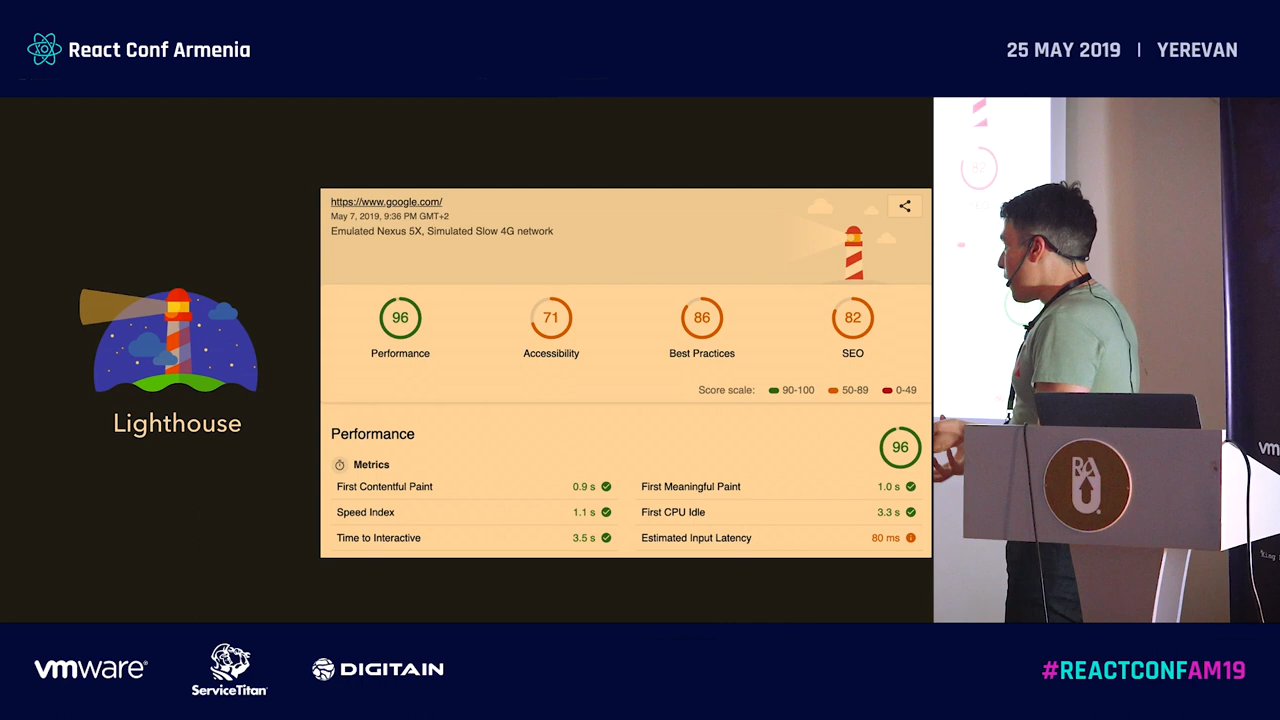 React Conf Armenia
25 MAY 2019 | YEREVAN
https://www.google.com/
May 7, 2019, 9:36 PM GMT+2
Emulated Nexus 5X, Simulated Slow 4G network
96
71
86
82
Performance
Accessibility
Best Practices
SEO
Score scale: 90-100 50-89 0-49
Lighthouse
Performance
96
Metrics
First Contentful Paint 0.9 s
First Meaningful Paint 1.0 s
Speed Index 1.1 s
First CPU Idle 3.3 s
Time to Interactive 3.5 s
Estimated Input Latency 80 ms
82
RAU
vm
vmware®
ServiceTitan
DIGITAIN
#REACTCONFAM19